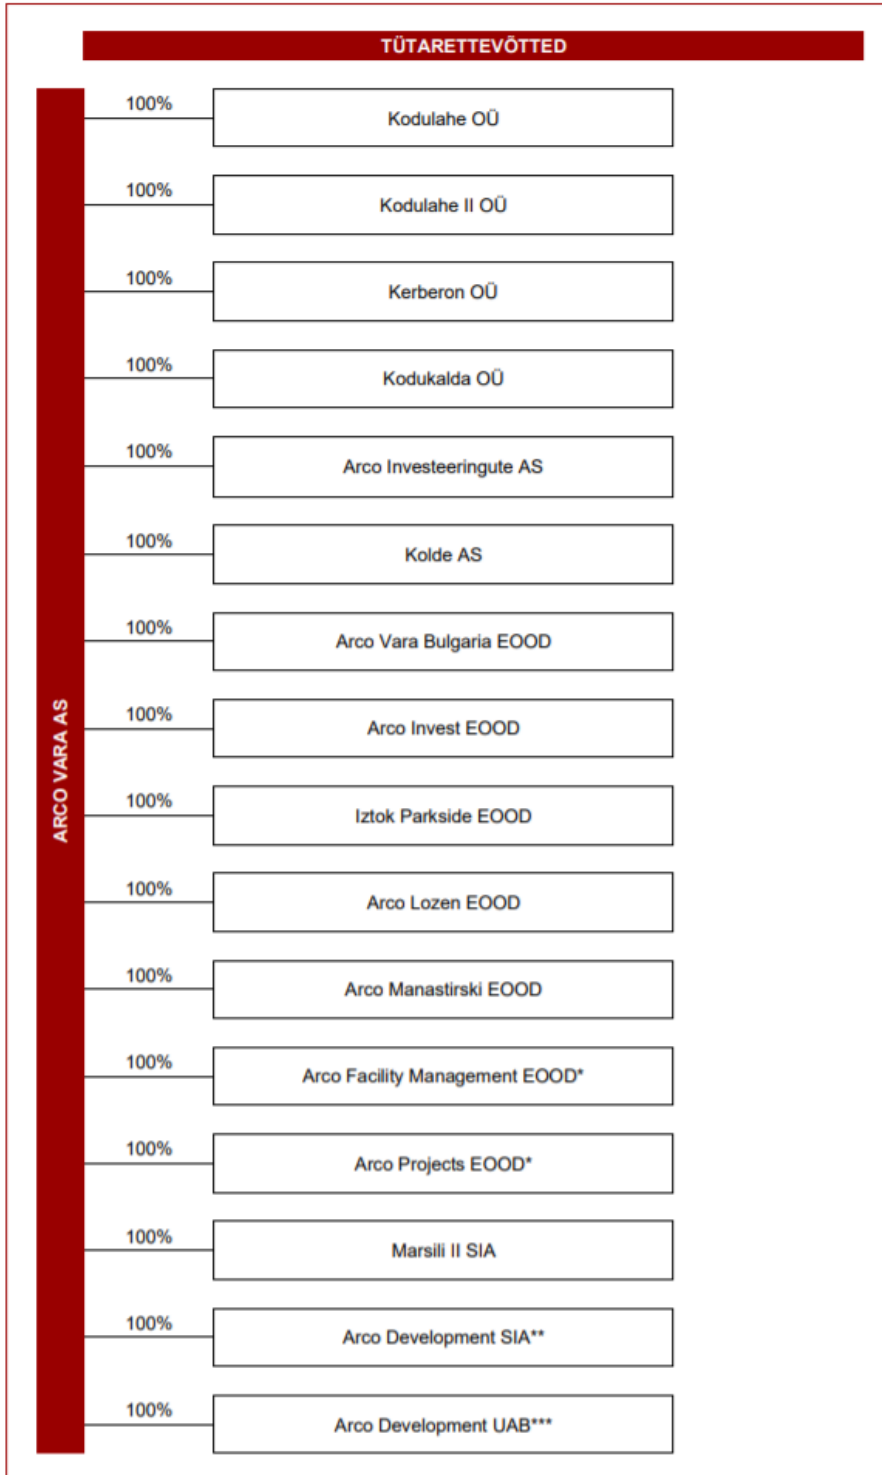 TÜTARETTEVÕTTED
ARCO VARA AS
100%
Kodulahe OÜ
100%
Kodulahe II OÜ
100%
Kerberon OÜ
100%
Kodukalda OÜ
100%
Arco Investeeringute AS
100%
Kolde AS
100%
Arco Vara Bulgaria EOOD
100%
Arco Invest EOOD
100%
Iztok Parkside EOOD
100%
Arco Lozen EOOD
100%
Arco Manastirski EOOD
100%
Arco Facility Management EOOD*
100%
Arco Projects EOOD*
100%
Marsili II SIA
100%
Arco Development SIA**
100%
Arco Development UAB***